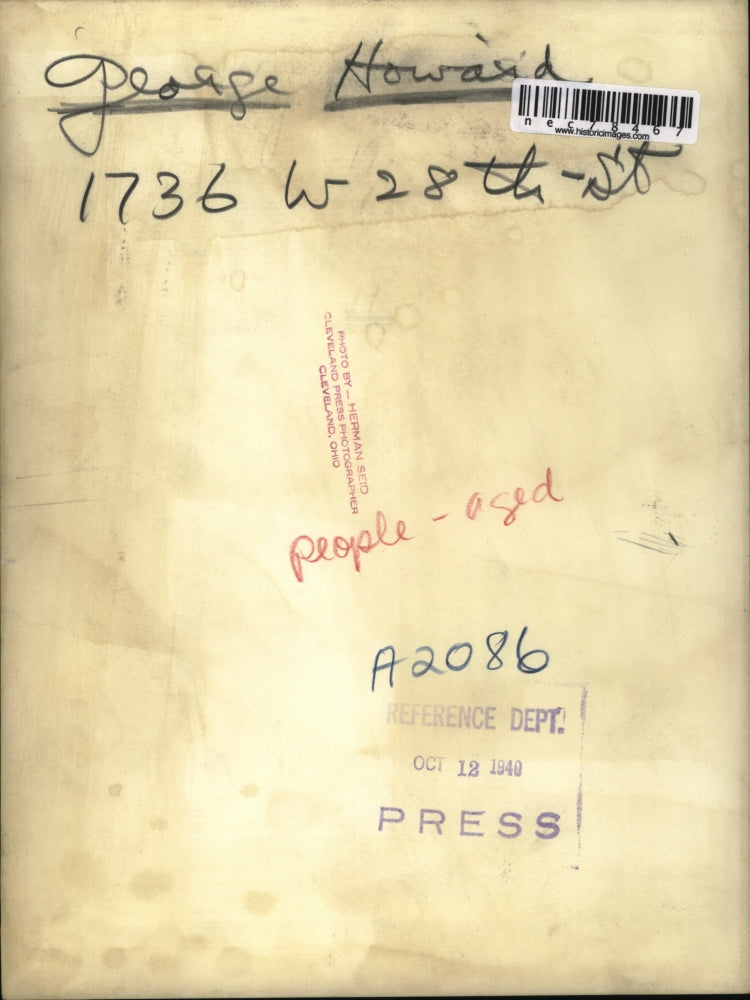 George Howard
nec78467
www.historicimages.com
1736 W 28th-St
PHOTO BY — HERMAN SEID
CLEVELAND PRESS PHOTOGRAPHER
CLEVELAND, OHIO
people - aged
A2086
REFERENCE DEPT.
OCT 12 1940
PRESS